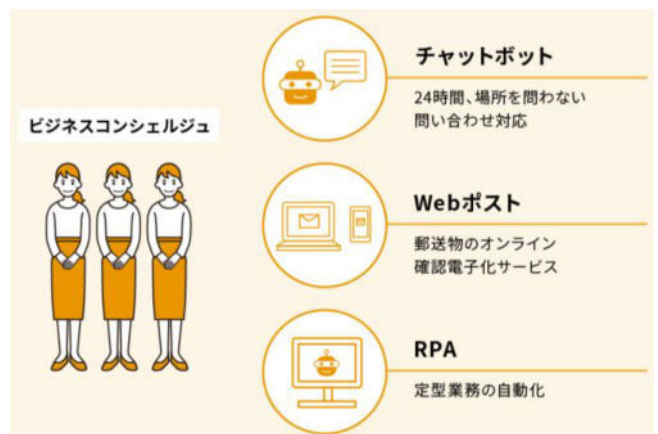 ビジネスコンシェルジュ
チャットボット
24時間、場所を問わない
問い合わせ対応
Webポスト
郵送物のオンライン
確認電子化サービス
RPA
定型業務の自動化